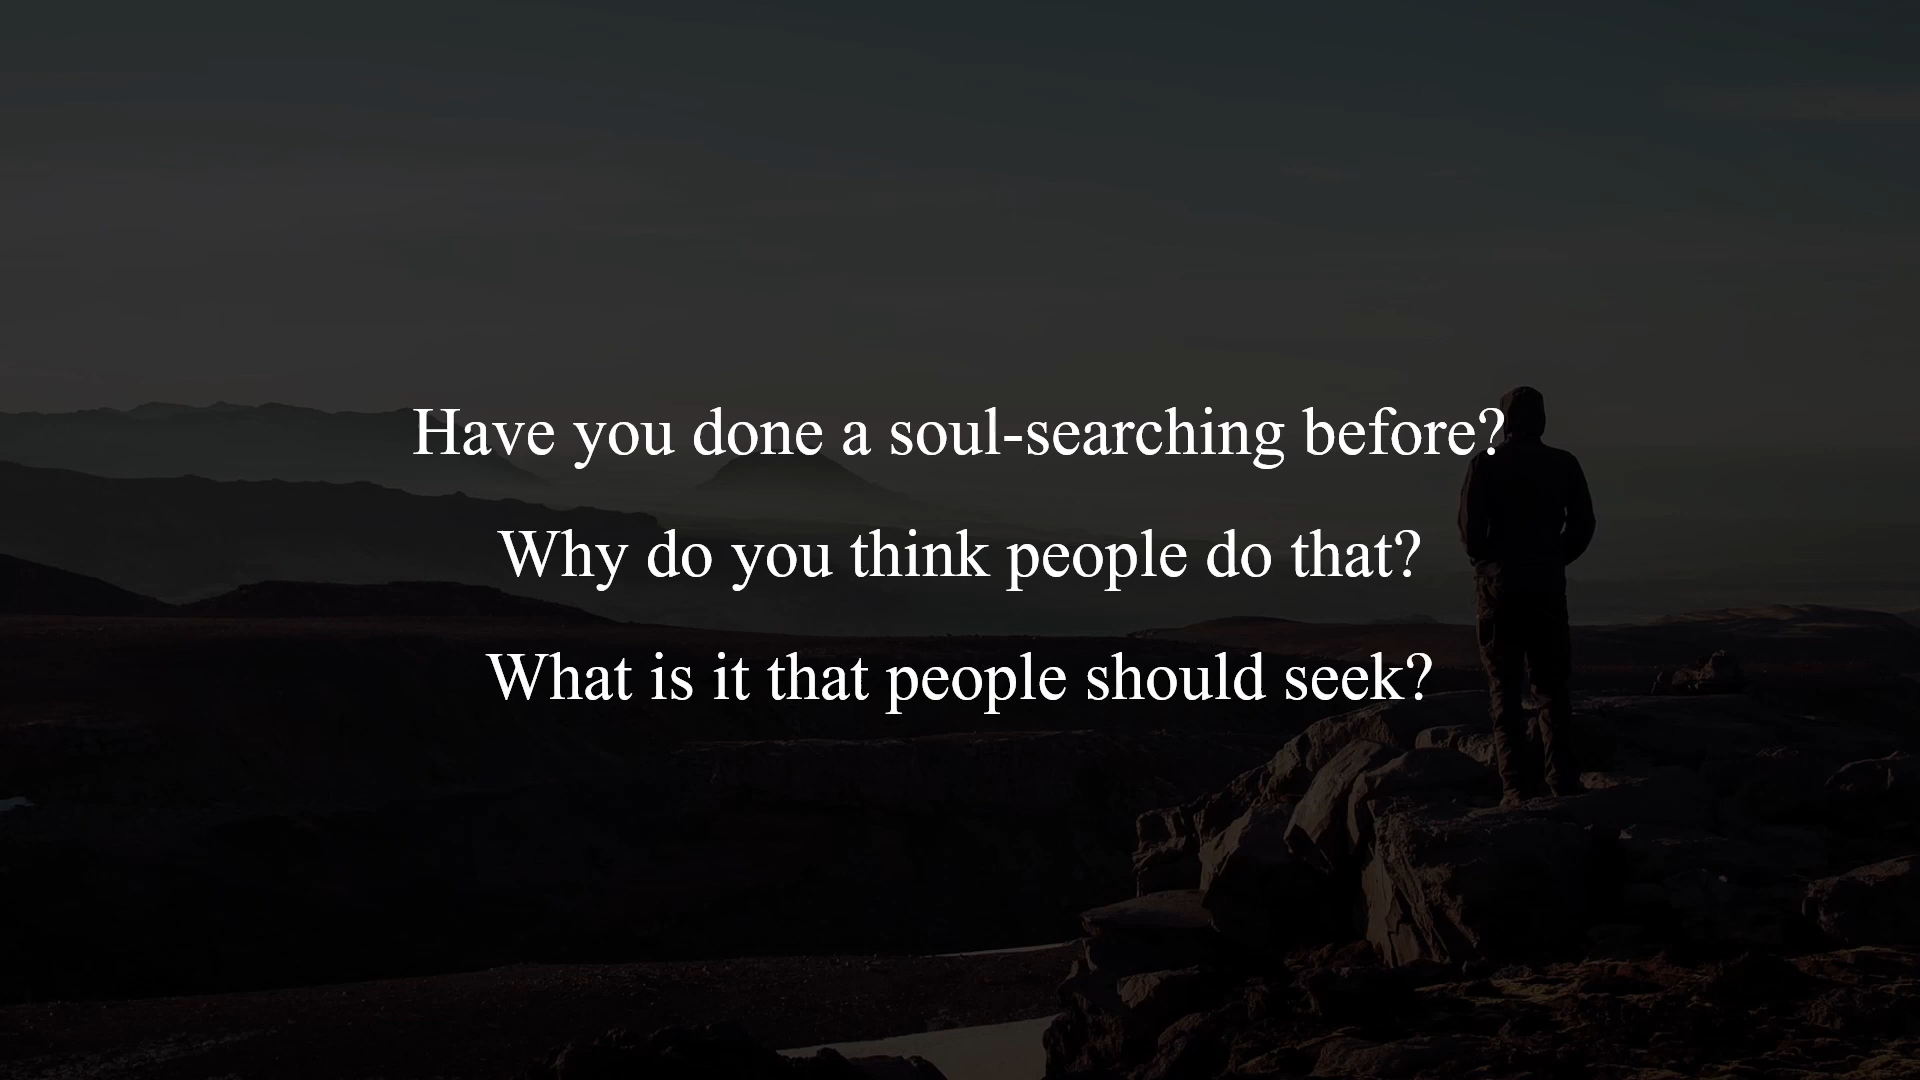 Have you done a soul-searching before?
Why do you think people do that?
What is it that people should seek?